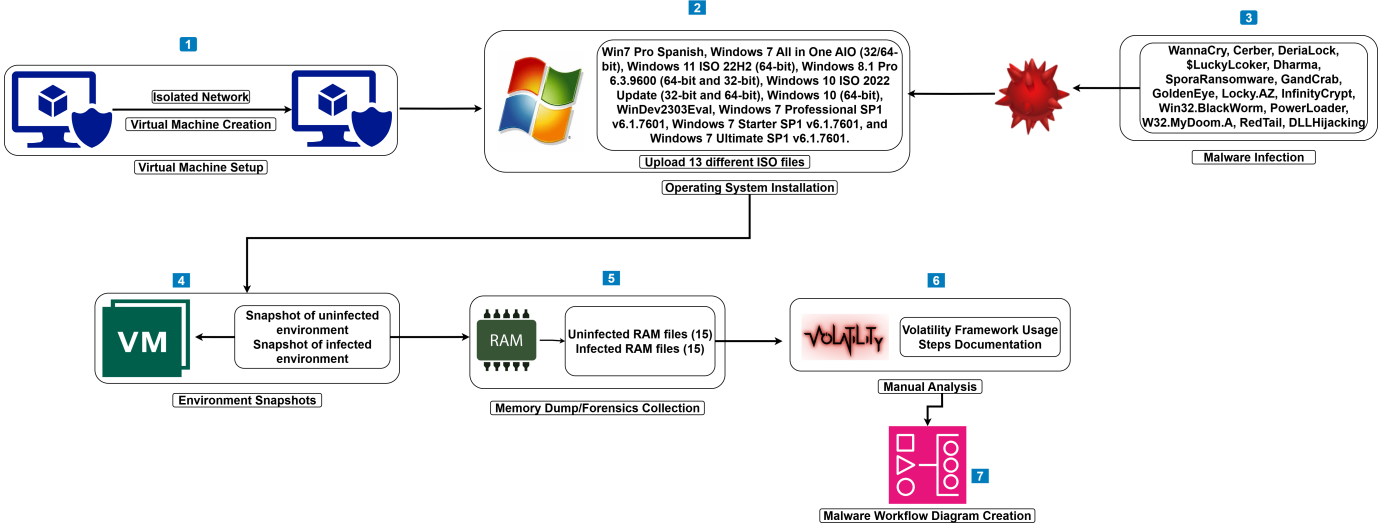 1
Isolated Network
Virtual Machine Creation
Virtual Machine Setup
2
Win7 Pro Spanish, Windows 7 All in One AIO (32/64-
bit), Windows 11 ISO 22H2 (64-bit), Windows 8.1 Pro
6.3.9600 (64-bit and 32-bit), Windows 10 ISO 2022
Update (32-bit and 64-bit), Windows 10 (64-bit),
WinDev2303Eval, Windows 7 Professional SP1
v6.1.7601, Windows 7 Starter SP1 v6.1.7601, and
Windows 7 Ultimate SP1 v6.1.7601.
Upload 13 different ISO files
Operating System Installation
3
WannaCry, Cerber, DeriaLock,
$LuckyLcoker, Dharma,
SporaRansomware, GandCrab,
GoldenEye, Locky.AZ, InfinityCrypt,
Win32.BlackWorm, PowerLoader,
W32.MyDoom.A, RedTail, DLLHijacking
Malware Infection
4
VM
Snapshot of uninfected
environment
Snapshot of infected
environment
Environment Snapshots
5
RAM
Uninfected RAM files (15)
Infected RAM files (15)
Memory Dump/Forensics Collection
6
VOLATILITY
Volatility Framework Usage
Steps Documentation
Manual Analysis
7
Malware Workflow Diagram Creation